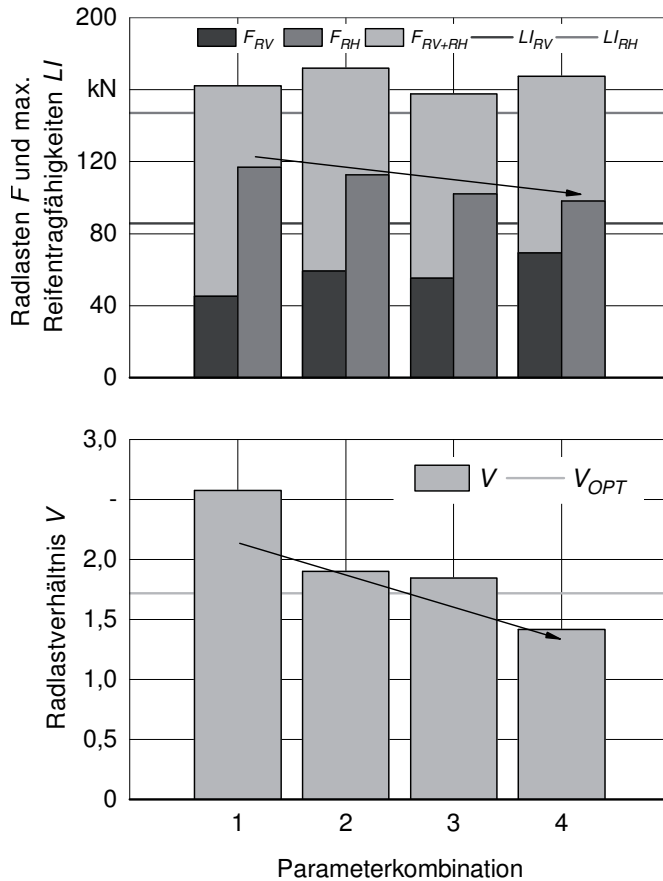 200
F_RV F_RH F_RV+RH LI_RV LI_RH
kN
120
80
40
0
Radlasten F und max.
Reifentragfähigkeiten LI
3,0
-
2,0
1,5
1,0
0,5
0
Radlastverhältnis V
V V_OPT
1 2 3 4
Parameterkombination